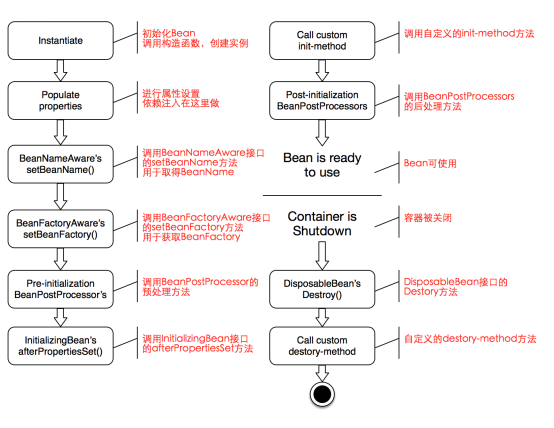 Instantiate
初始化Bean
调用构造函数，创建实例
Populate
properties
进行属性设置
依赖注入在这里做
BeanNameAware's
setBeanName()
调用BeanNameAware接口
的setBeanName方法
用于取得BeanName
BeanFactoryAware's
setBeanFactory()
调用BeanFactoryAware接口
的setBeanFactory方法
用于获取BeanFactory
Pre-initialization
BeanPostProcessor's
调用BeanPostProcessor的
预处理方法
InitializingBean's
afterPropertiesSet()
调用InitializingBean接口
的afterPropertiesSet方法
Call custom
init-method
调用自定义的init-method方法
Post-initialization
BeanPostProcessors
调用BeanPostProcessors
的后处理方法
Bean is ready
to use
Bean可使用
Container is
Shutdown
容器被关闭
DisposableBean's
Destroy()
DisposableBean接口的
Destory方法
Call custom
destory-method
自定义的destory-method方法